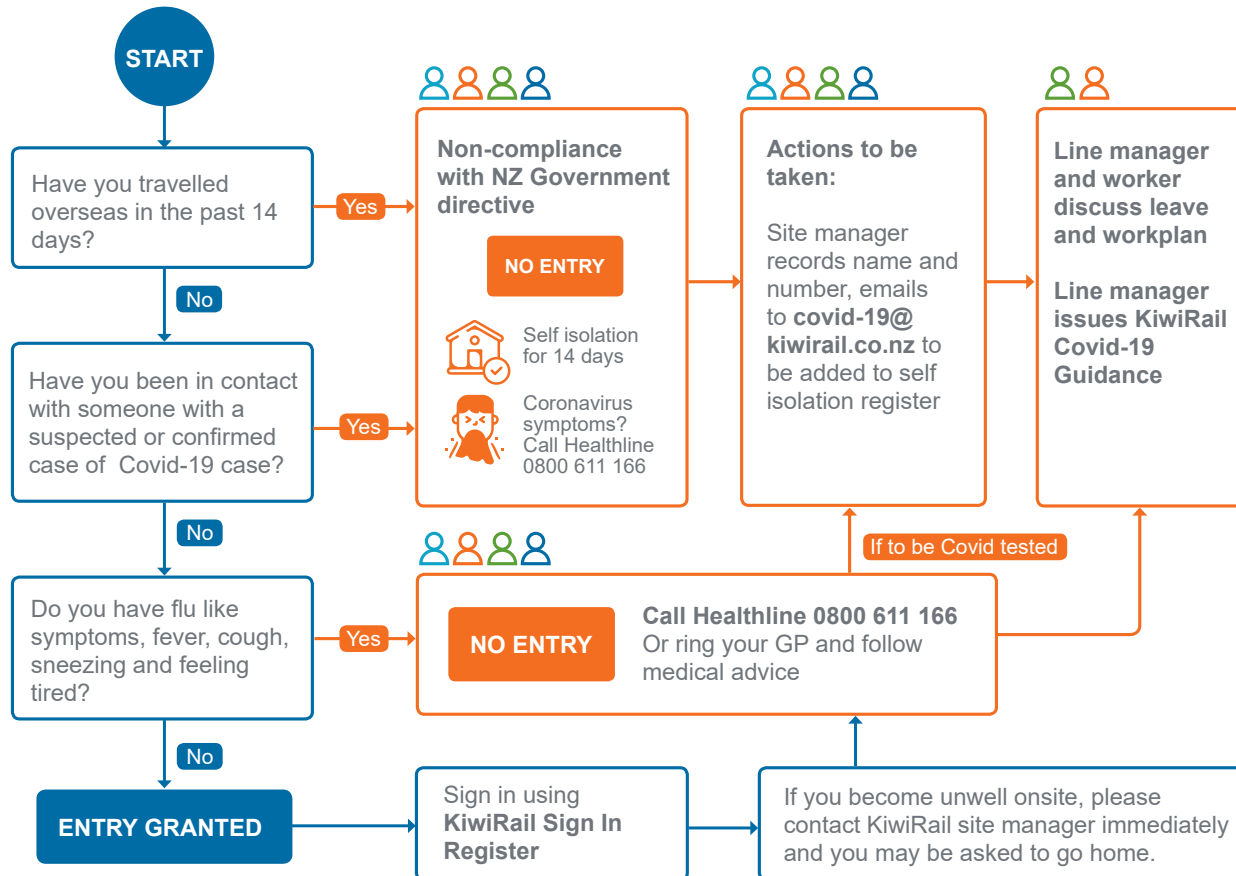 START
Have you travelled
overseas in the past 14
days?
Yes
No
Have you been in contact
with someone with a
suspected or confirmed
case of Covid-19 case?
Yes
No
Do you have flu like
symptoms, fever, cough,
sneezing and feeling
tired?
Yes
No
ENTRY GRANTED
Non-compliance
with NZ Government
directive
NO ENTRY
Self isolation
for 14 days
Coronavirus
symptoms?
Call Healthline
0800 611 166
Actions to be
taken:
Site manager
records name and
number, emails
to covid-19@
kiwirail.co.nz to
be added to self
isolation register
Line manager
and worker
discuss leave
and workplan
Line manager
issues KiwiRail
Covid-19
Guidance
If to be Covid tested
NO ENTRY
Call Healthline 0800 611 166
Or ring your GP and follow
medical advice
Sign in using
KiwiRail Sign In
Register
If you become unwell onsite, please
contact KiwiRail site manager immediately
and you may be asked to go home.